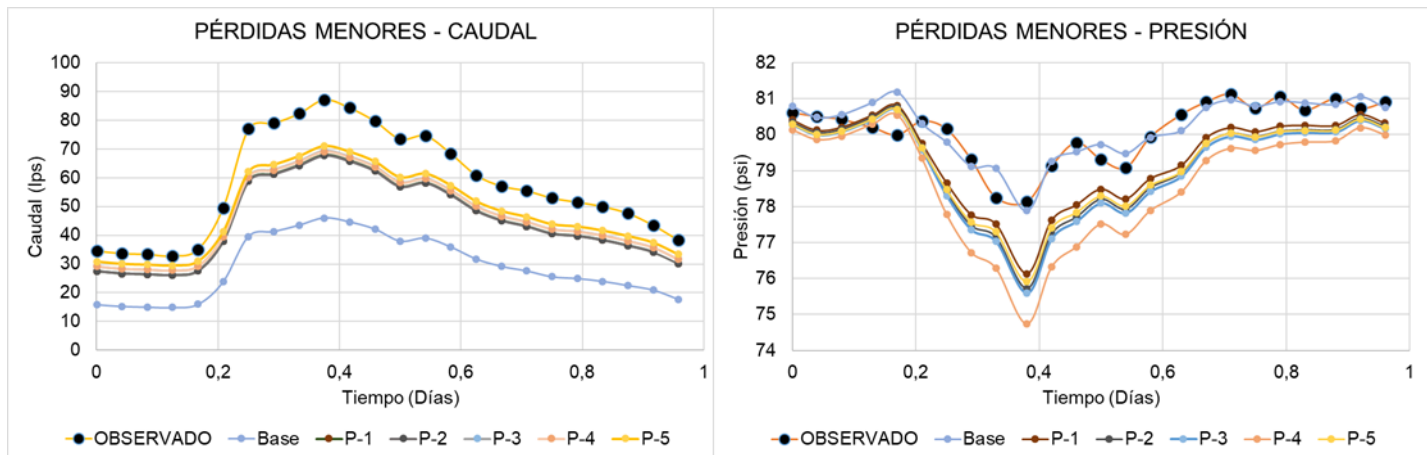 PÉRDIDAS MENORES - CAUDAL
100
90
80
70
60
50
40
30
20
10
0
Caudal (lps)
0 0,2 0,4 0,6 0,8 1
Tiempo (Días)
OBSERVADO Base P-1 P-2 P-3 P-4 P-5
PÉRDIDAS MENORES - PRESIÓN
82
81
80
79
78
77
76
75
74
Presión (psi)
0 0,2 0,4 0,6 0,8 1
Tiempo (Días)
OBSERVADO Base P-1 P-2 P-3 P-4 P-5